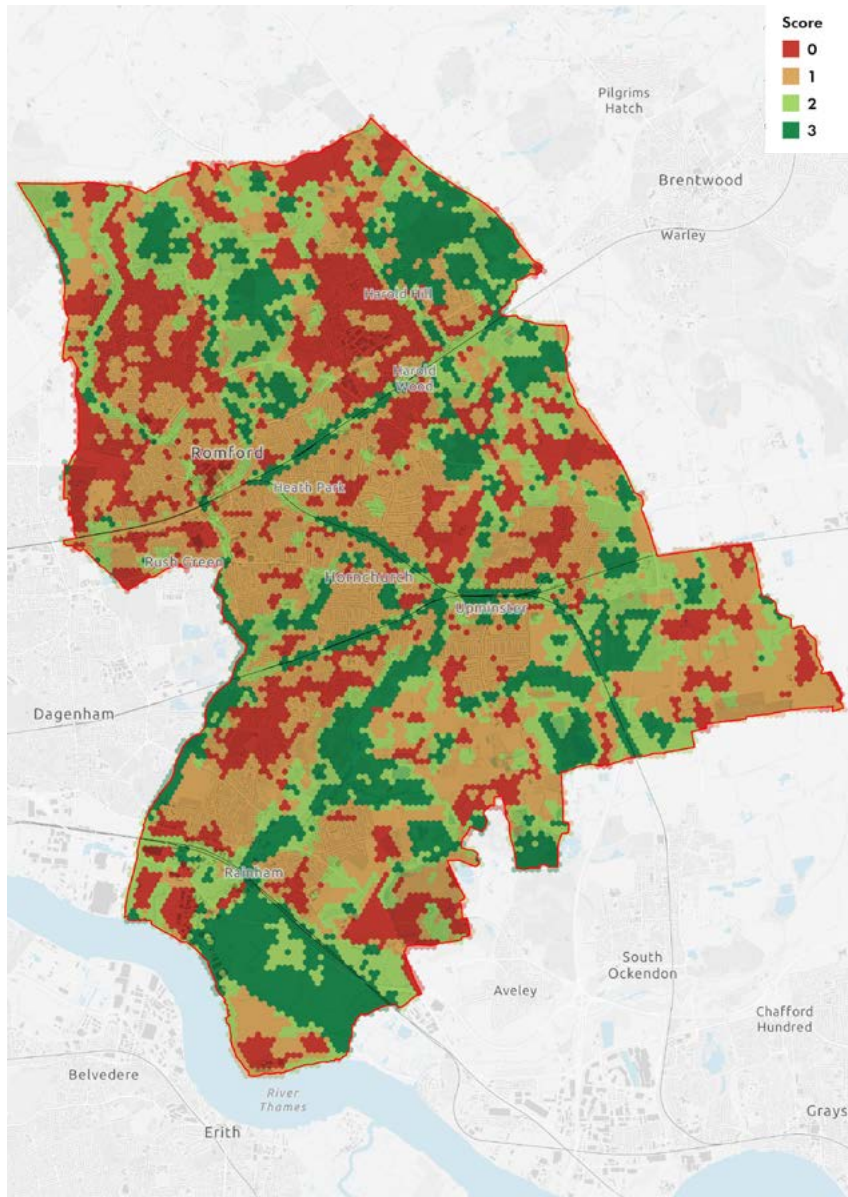 Score
0
1
2
3
Pilgrims
Hatch
Brentwood
Warley
Harold Hill
Harold
Wood
Romford
Heath Park
Rush Green
Hornchurch
Upminster
Dagenham
Rainham
South
Ockendon
Aveley
Chafford
Hundred
Belvedere
River
Thames
Erith
Grays